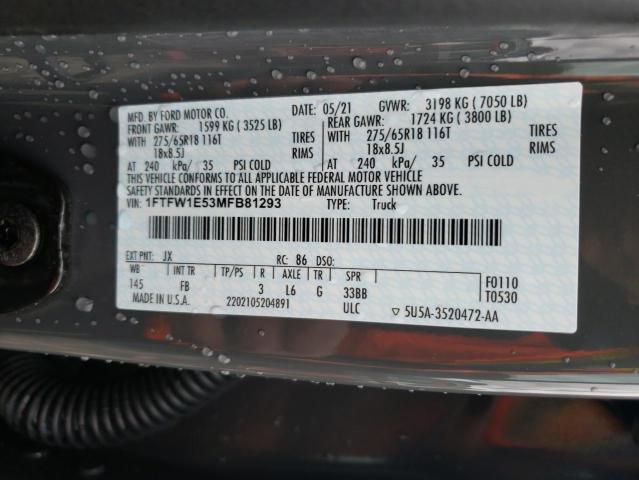 MFD. BY FORD MOTOR CO. DATE: 05/21 GVWR: 3198 KG ( 7050 LB)
FRONT GAWR: 1599 KG ( 3525 LB) REAR GAWR: 1724 KG ( 3800 LB)
WITH 275/65R18 116T TIRES WITH 275/65R18 116T TIRES
18x8.5J RIMS 18x8.5J RIMS
AT 240 kPa/ 35 PSI COLD AT 240 kPa/ 35 PSI COLD
THIS VEHICLE CONFORMS TO ALL APPLICABLE FEDERAL MOTOR VEHICLE
SAFETY STANDARDS IN EFFECT ON THE DATE OF MANUFACTURE SHOWN ABOVE.
VIN: 1FTFW1E53MFB81293 TYPE: Truck
EXT PNT: JX RC: 86 DSO:
WB INT TR TP/PS R AXLE TR SPR F0110
145 FB 3 L6 G 33BB T0530
MADE IN U.S.A. 2202105204891 ULC 5U5A-3520472-AA